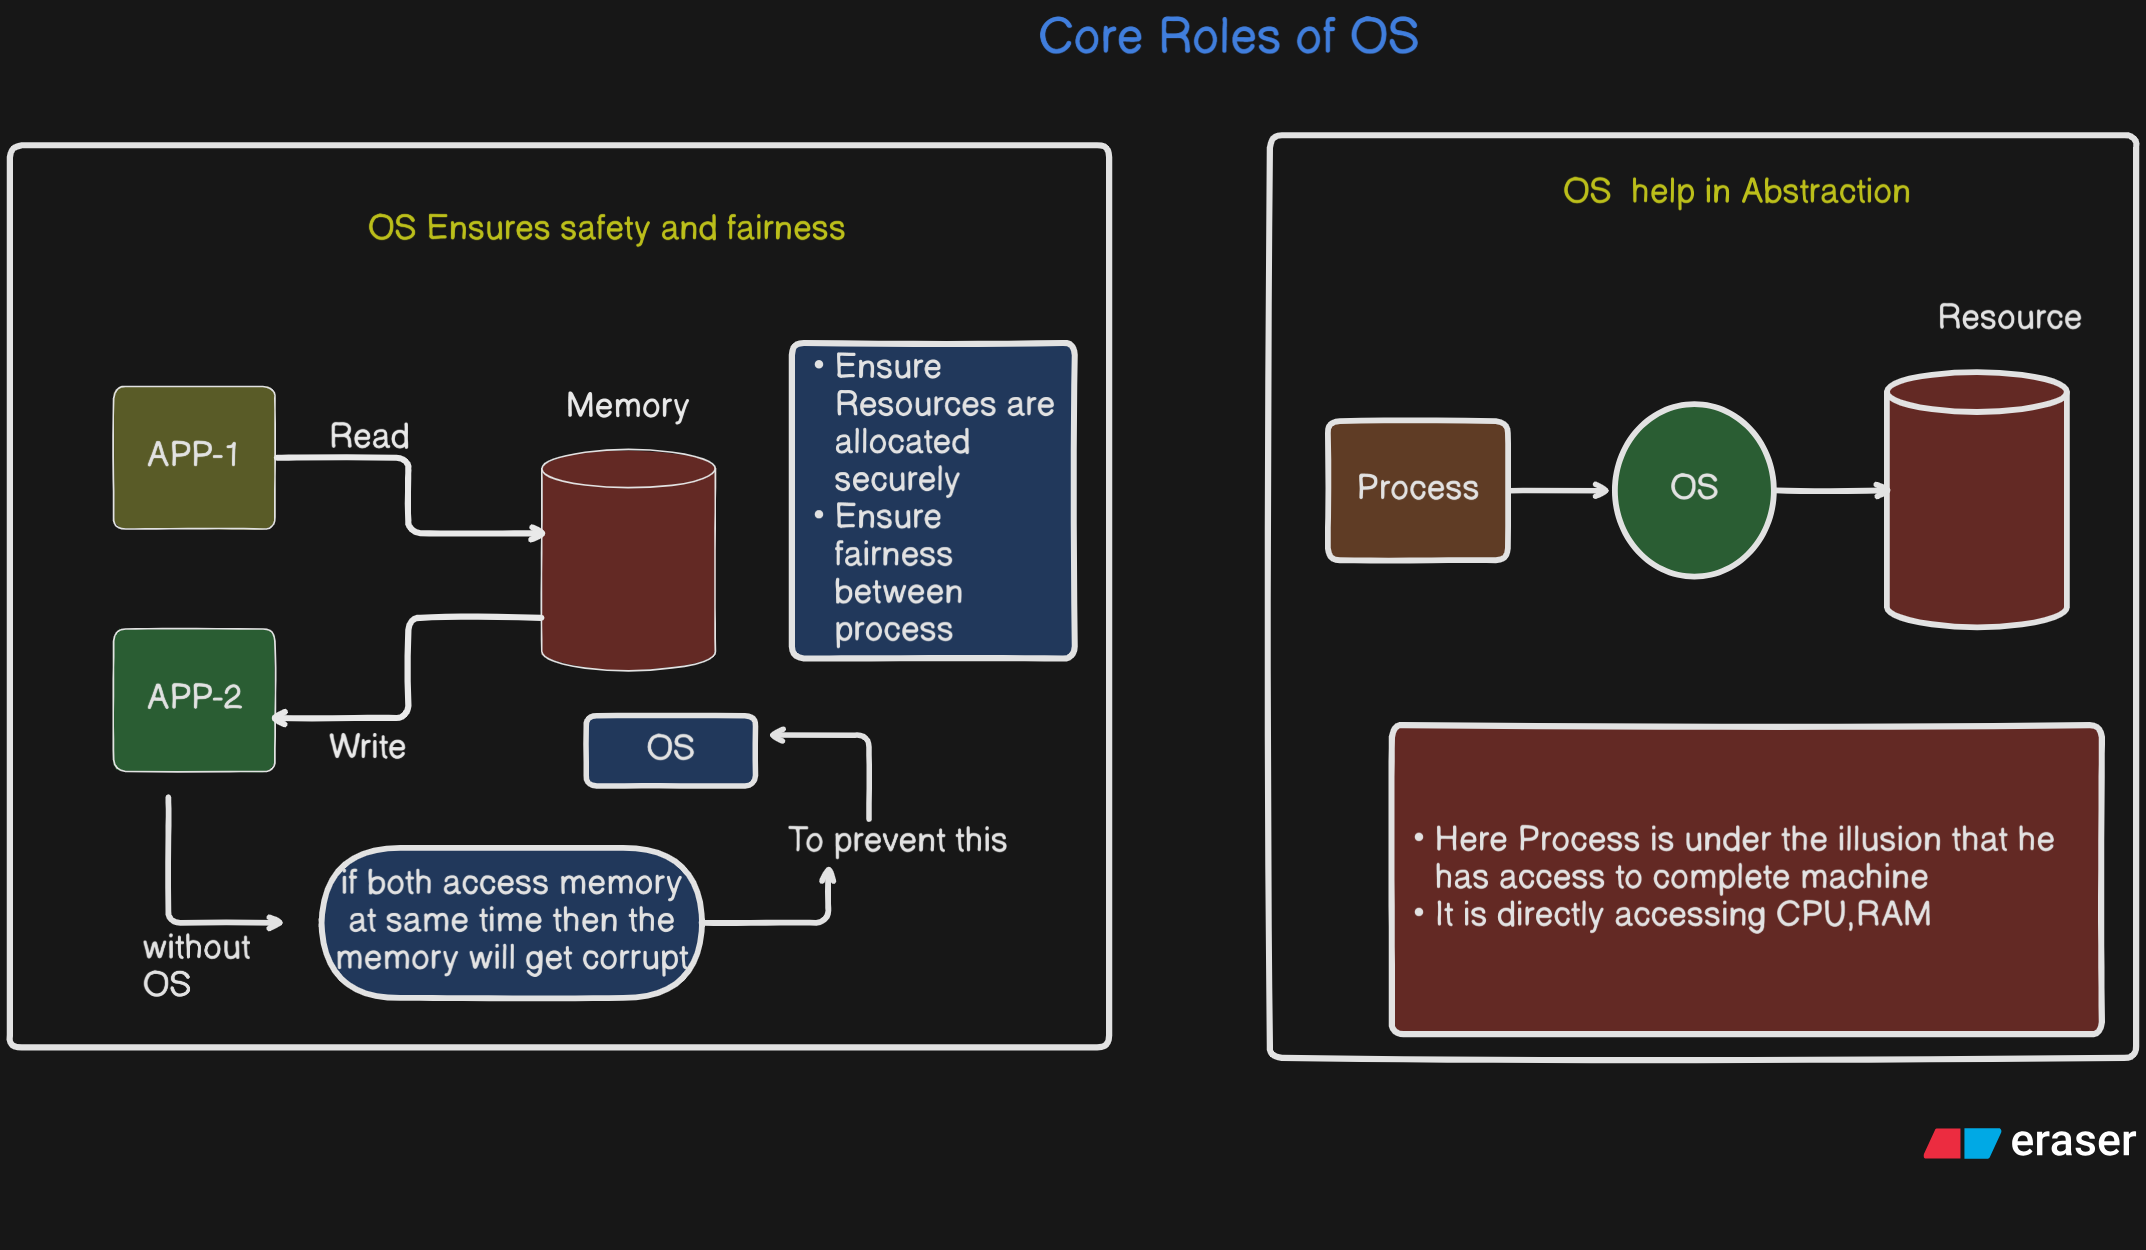 Core Roles of OS
OS Ensures safety and fairness
APP-1
Read
Memory
• Ensure
Resources are
allocated
securely
• Ensure
fairness
between
process
APP-2
Write
OS
To prevent this
if both access memory
at same time then the
memory will get corrupt
without
OS
OS help in Abstraction
Resource
Process
OS
• Here Process is under the illusion that he
has access to complete machine
• It is directly accessing CPU,RAM
eraser